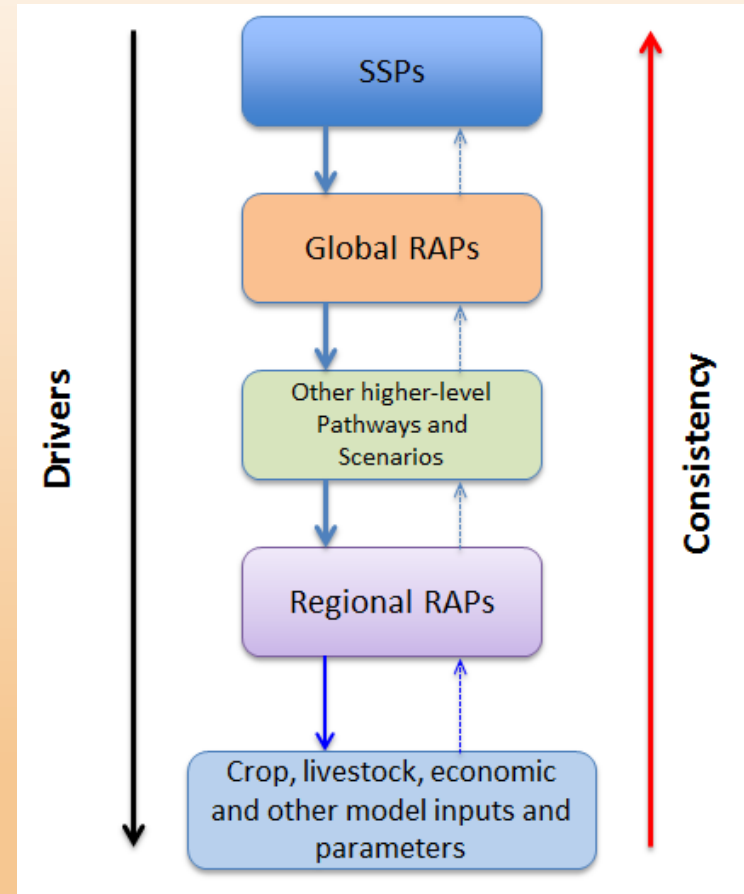 SSPs
Global RAPs
Other higher-level
Pathways and
Scenarios
Regional RAPs
Crop, livestock, economic
and other model inputs and
parameters
Drivers
Consistency